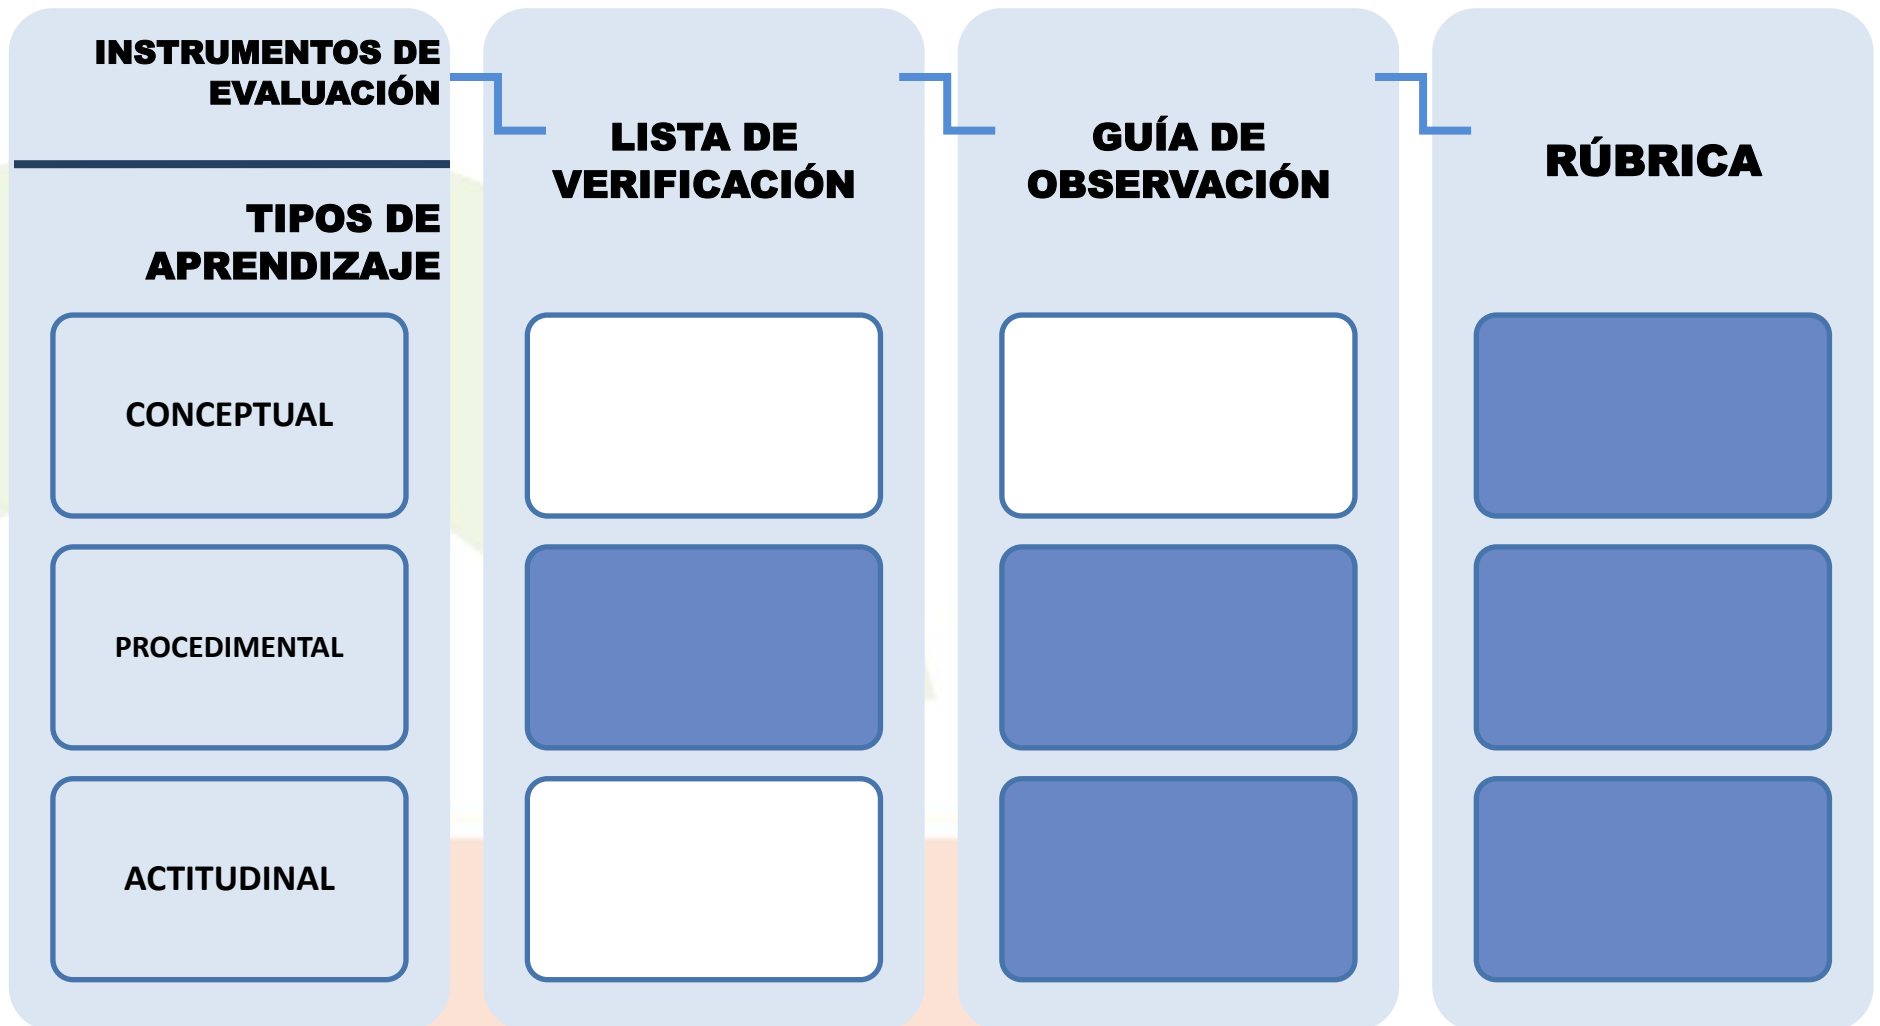 INSTRUMENTOS DE
EVALUACIÓN
TIPOS DE
APRENDIZAJE
LISTA DE
VERIFICACIÓN
GUÍA DE
OBSERVACIÓN
RÚBRICA
CONCEPTUAL
PROCEDIMENTAL
ACTITUDINAL